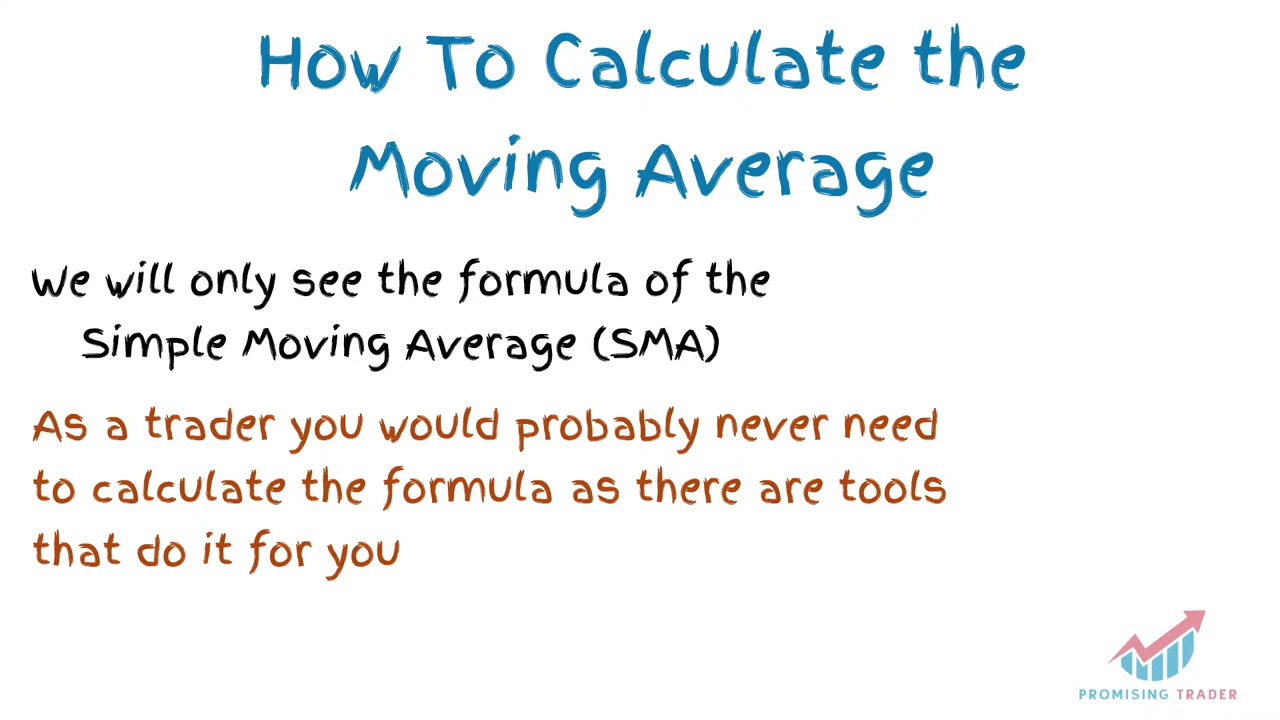 How To Calculate the
Moving Average
We will only see the formula of the
Simple Moving Average (SMA)
As a trader you would probably never need
to calculate the formula as there are tools
that do it for you
PROMISING TRADER